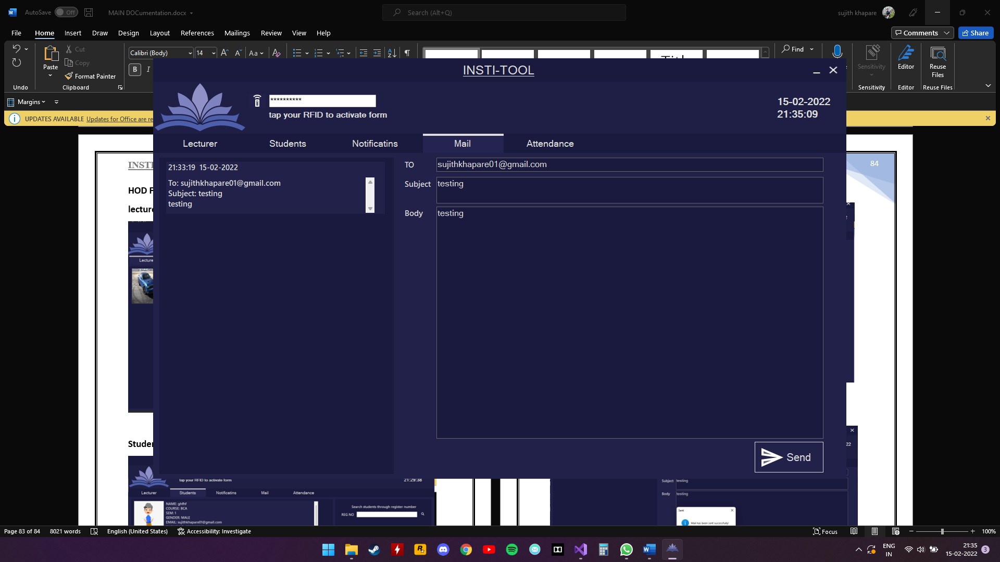 AutoSave Off MAIN DOCumentation.docx Search (Alt+Q) sujith khapare
File Home Insert Draw Design Layout References Mailings Review View Help Comments Share
Paste Cut Copy Format Painter Calibri (Body) 14 Aa Find Sensitivity Editor Reuse Files
B I
Undo Clipboard Sensitivity Editor Reuse Files
Margins
UPDATES AVAILABLE Updates for Office are re
INSTI-TOOL
**********
tap your RFID to activate form
15-02-2022
21:35:09
Lecturer Students Notificatins Mail Attendance
21:33:19 15-02-2022
To: sujithkhapare01@gmail.com
Subject: testing
testing
TO sujithkhapare01@gmail.com
Subject testing
Body testing
Send
INSTI
84
HOD F
lecture
Lecture
Studen
22
tap your RFID to activate form 21:29:38
Lecturer Students Notificatins Mail Attendance
NAME: ghfhf
COURSE: BCA
SEM: 1
GENDER: MALE
EMAIL: sujithkhapare01@gmail.com
Search students through register number
REG NO
Subject testing
Body testing
Sent
Mail has been sent successfully!
Page 83 of 84 8021 words English (United States) Accessibility: Investigate Focus 100%
ENG
IN
21:35
15-02-2022
3